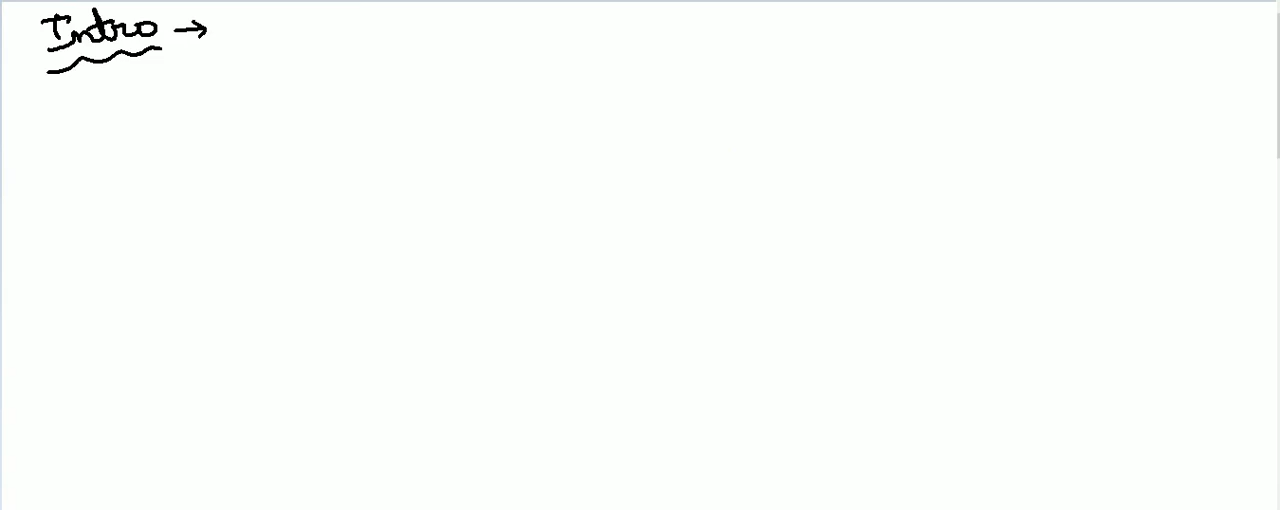 Intro →